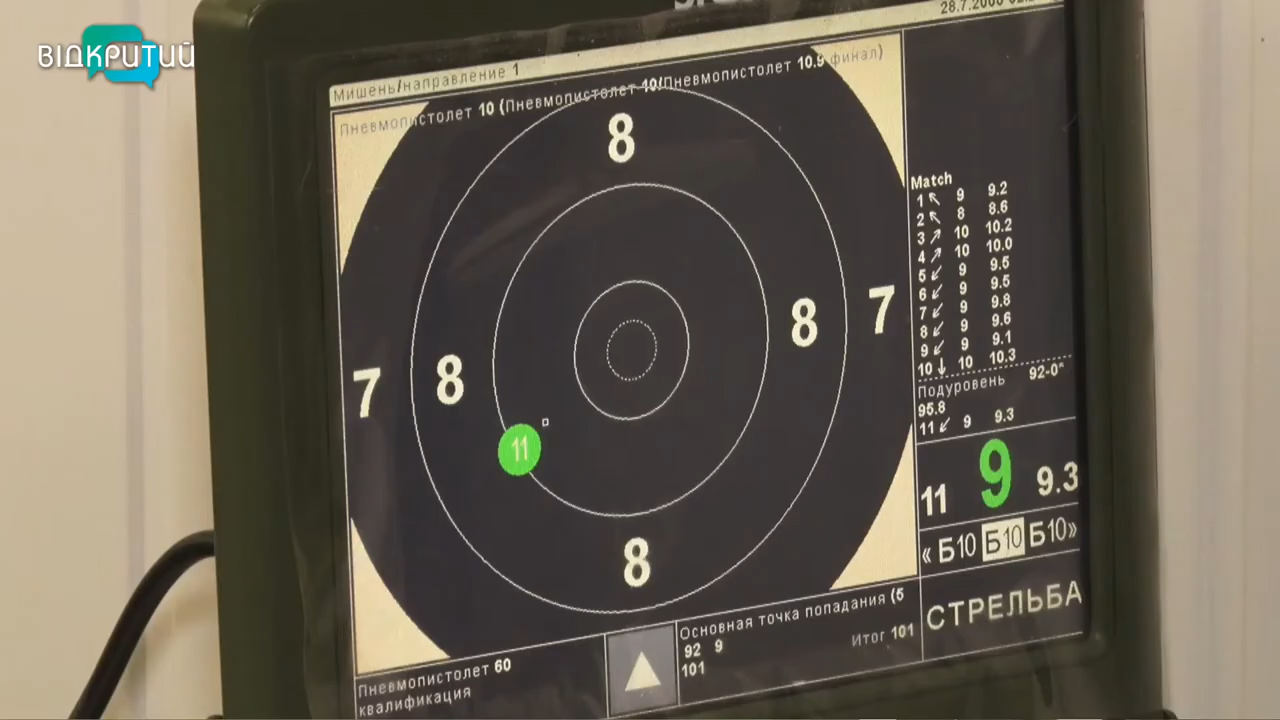 ВІДКРИТИЙ
Мишень/направление 1
Пневмопистолет 10 (Пневмопистолет 10/Пневмопистолет 10.9 финал)
8
7 8 8 7
11
8
Match
1 ↖ 9 9.2
2 ↖ 8 8.6
3 ↗ 10 10.2
4 ↗ 10 10.0
5 ↙ 9 9.5
6 ↙ 9 9.5
7 ↙ 9 9.8
8 ↙ 9 9.6
9 ↙ 9 9.1
10 ↓ 10 10.3
Подуровень 92-0*
95.8
11 ↙ 9 9.3
11 9 9.3
« Б10 Б10 Б10»
СТРЕЛЬБА
Пневмопистолет 60
квалификация
Основная точка попадания (6
92 9
101
Итог 101